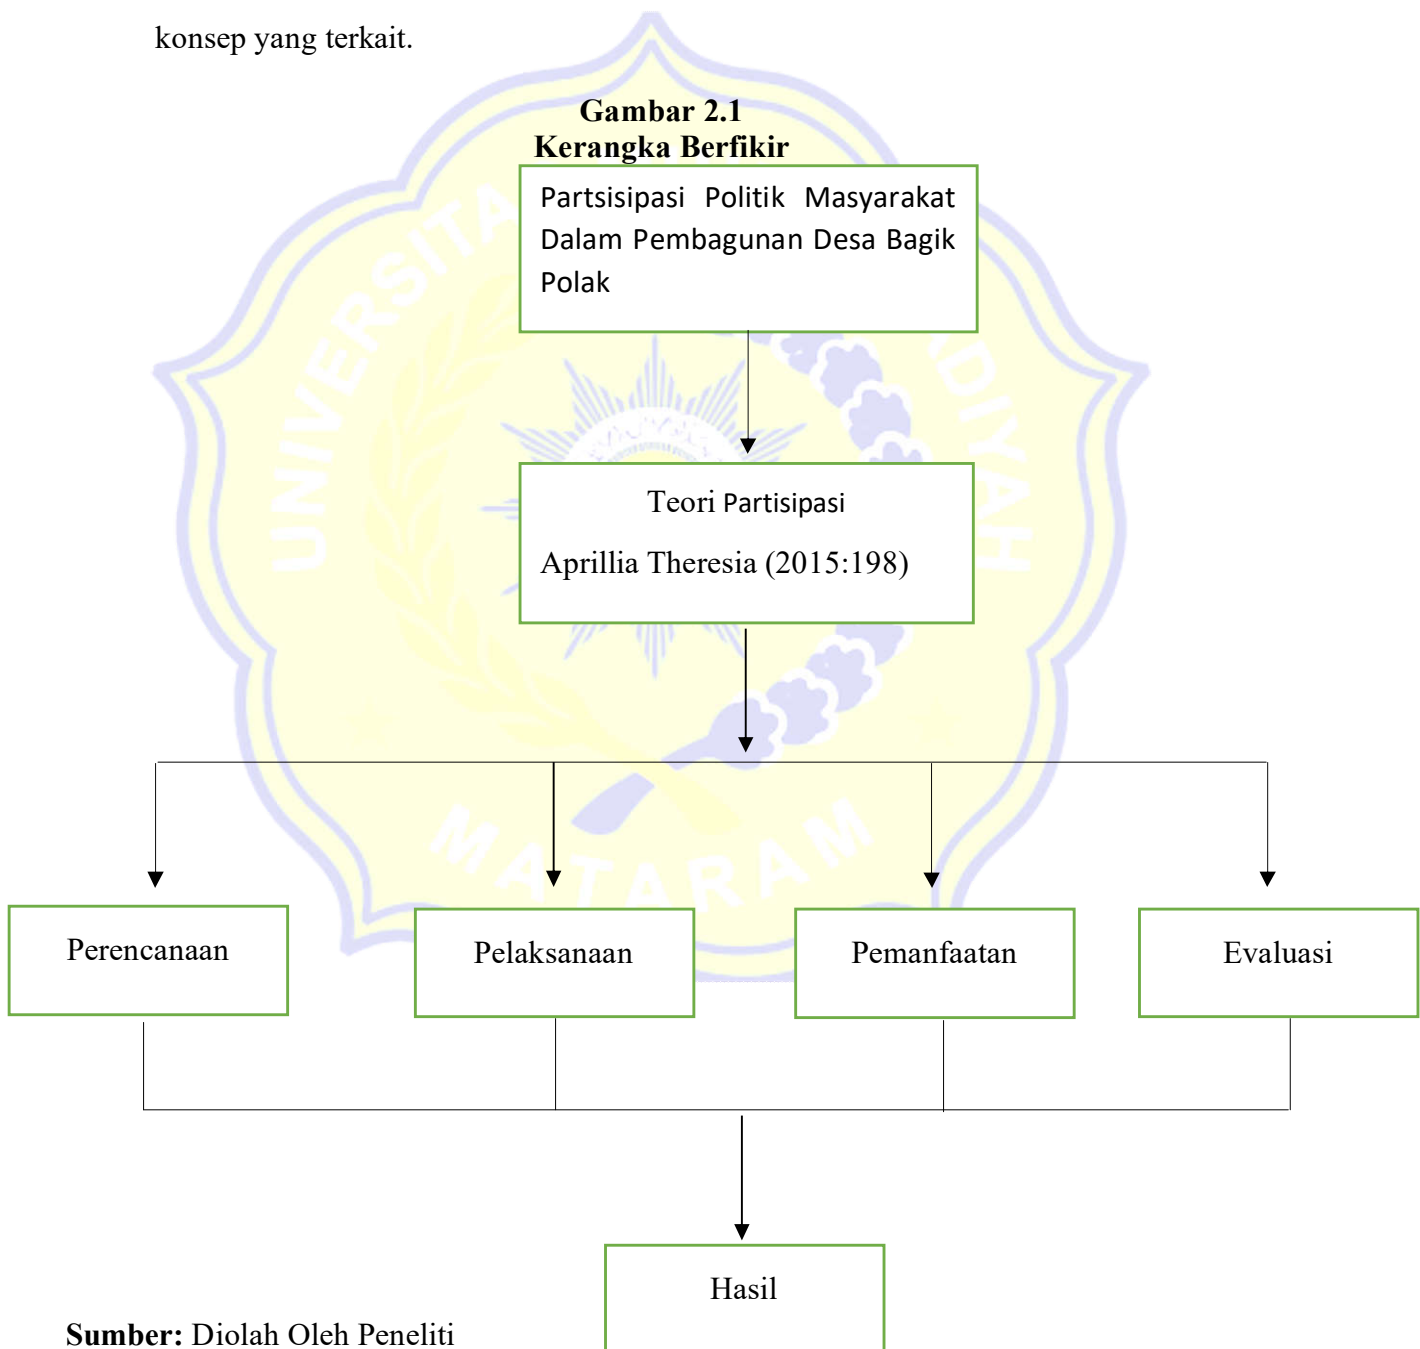 konsep yang terkait.
Gambar 2.1
Kerangka Berfikir
Partsisipasi Politik Masyarakat
Dalam Pembagunan Desa Bagik
Polak
Teori Partisipasi
Aprillia Theresia (2015:198)
Perencanaan
Pelaksanaan
Pemanfaatan
Evaluasi
Hasil
Sumber: Diolah Oleh Peneliti
MATARAM